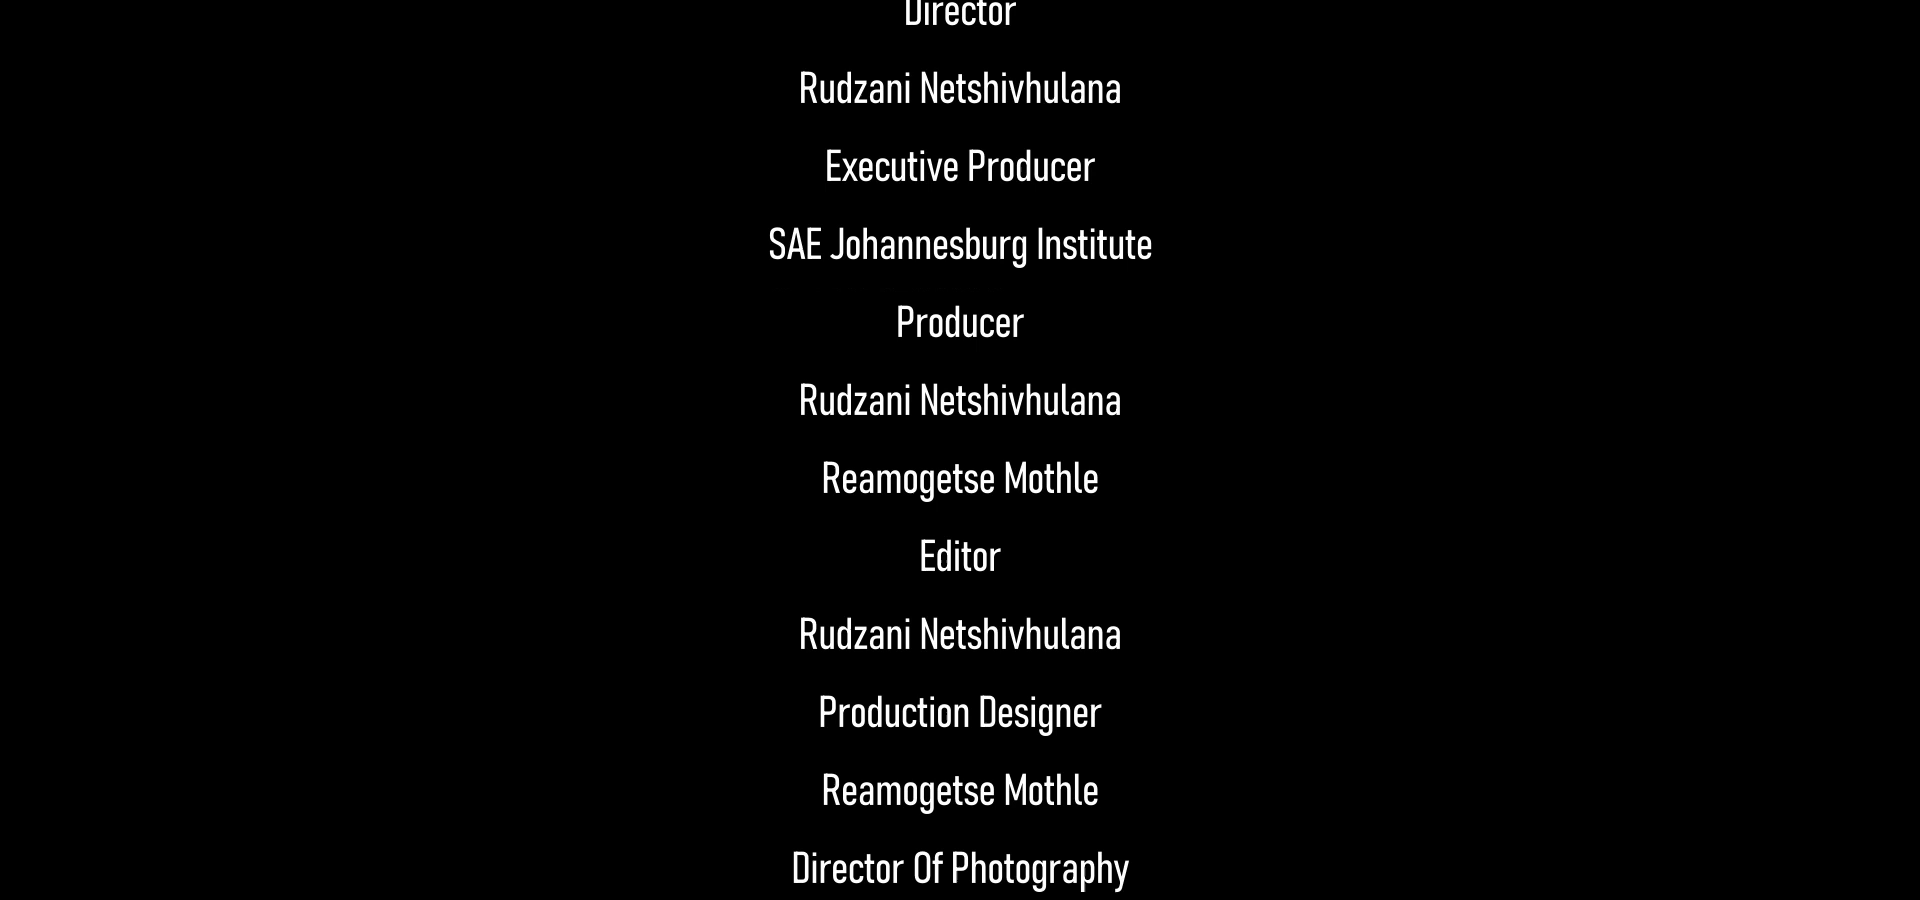 Director
Rudzani Netshivhulana
Executive Producer
SAE Johannesburg Institute
Producer
Rudzani Netshivhulana
Reamogetse Mothle
Editor
Rudzani Netshivhulana
Production Designer
Reamogetse Mothle
Director Of Photography